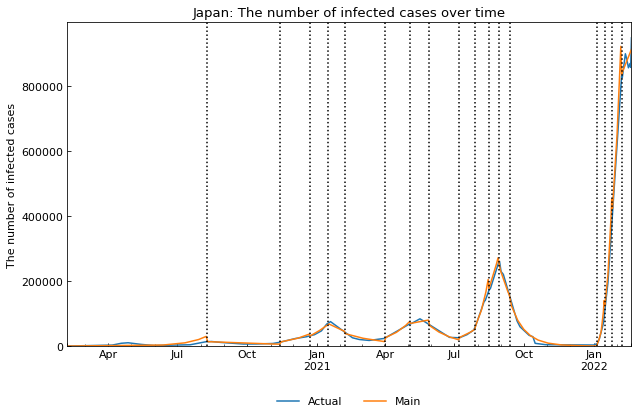 Japan: The number of infected cases over time
The number of infected cases
800000
600000
400000
200000
0
Apr Jul Oct Jan Apr Jul Oct Jan
2021 2022
Actual Main